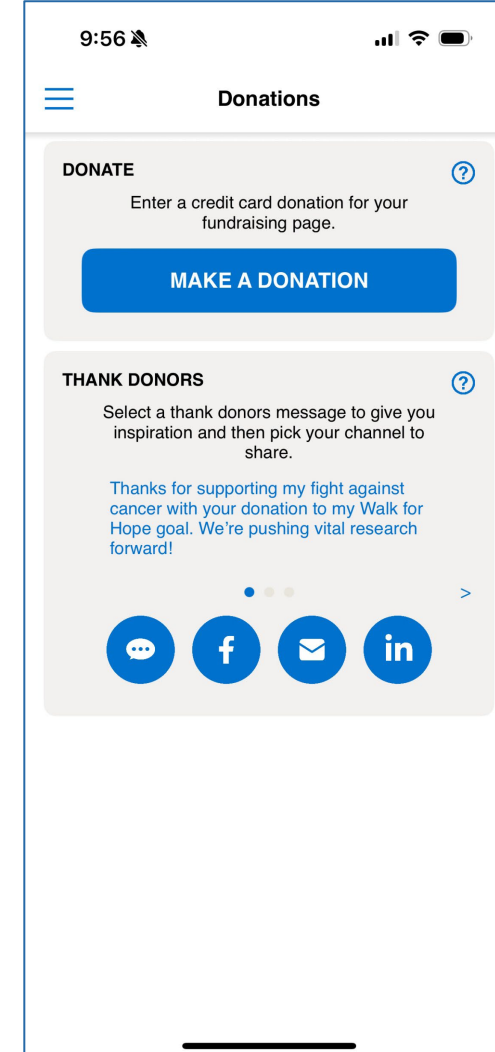 9:56
Donations
DONATE
Enter a credit card donation for your
fundraising page.
MAKE A DONATION
THANK DONORS
Select a thank donors message to give you
inspiration and then pick your channel to
share.
Thanks for supporting my fight against
cancer with your donation to my Walk for
Hope goal. We’re pushing vital research
forward!
>
f
in